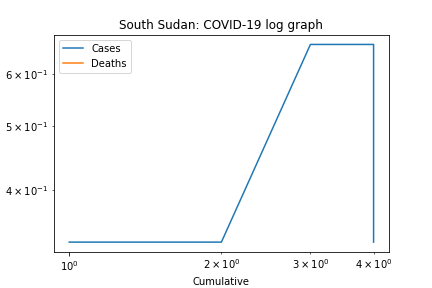 South Sudan: COVID-19 log graph
Cases
Deaths
6 × 10⁻¹
5 × 10⁻¹
4 × 10⁻¹
10⁰ 2 × 10⁰ 3 × 10⁰ 4 × 10⁰
Cumulative